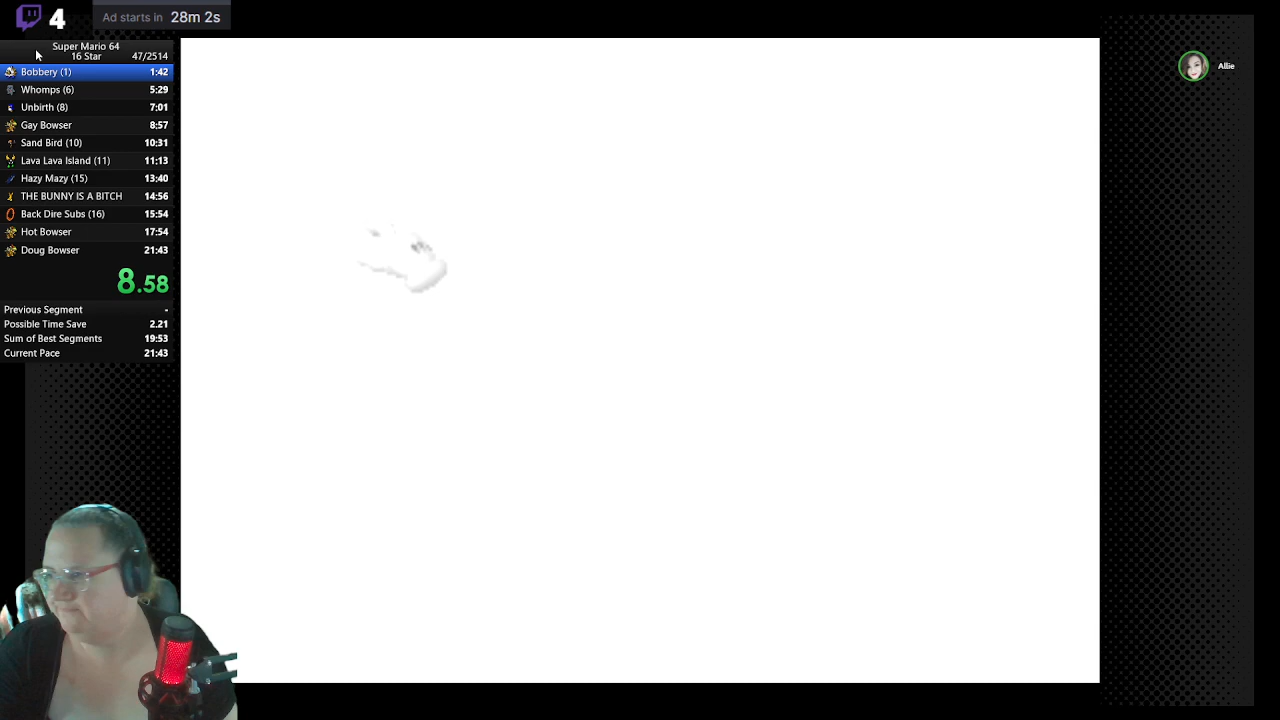 4
Ad starts in 28m 2s
Super Mario 64
16 Star 47/2514
Bobbery (1) 1:42
Whomps (6) 5:29
Unbirth (8) 7:01
Gay Bowser 8:57
Sand Bird (10) 10:31
Lava Lava Island (11) 11:13
Hazy Mazy (15) 13:40
THE BUNNY IS A BITCH 14:56
Back Dire Subs (16) 15:54
Hot Bowser 17:54
Doug Bowser 21:43
8.58
Previous Segment -
Possible Time Save 2.21
Sum of Best Segments 19:53
Current Pace 21:43
Allie